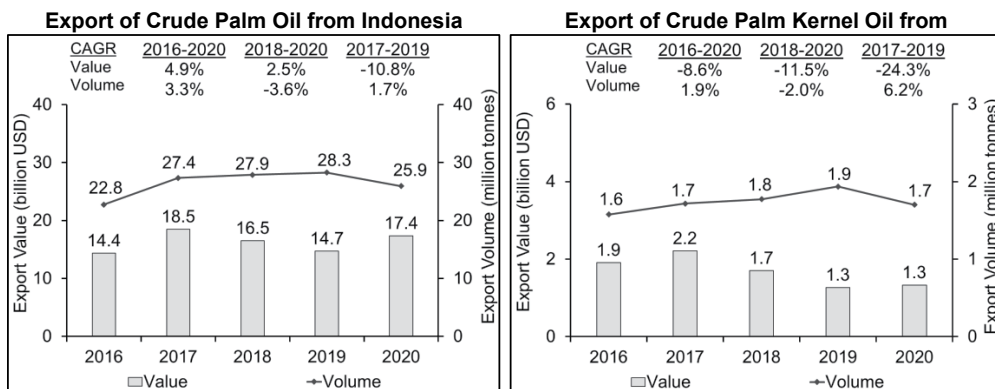 Export of Crude Palm Oil from Indonesia
CAGR 2016-2020 2018-2020 2017-2019
Value 4.9% 2.5% -10.8%
Volume 3.3% -3.6% 1.7%
Export Value (billion USD)
40
30
20
10
0
22.8 27.4 27.9 28.3 25.9
14.4 18.5 16.5 14.7 17.4
40
30
20
10
0
Export Volume (million tonnes)
2016 2017 2018 2019 2020
Value Volume
Export of Crude Palm Kernel Oil from
CAGR 2016-2020 2018-2020 2017-2019
Value -8.6% -11.5% -24.3%
Volume 1.9% -2.0% 6.2%
Export Value (billion USD)
6
4
2
0
1.6 1.7 1.8 1.9 1.7
1.9 2.2 1.7 1.3 1.3
3
2
1
0
Export Volume (million tonnes)
2016 2017 2018 2019 2020
Value Volume